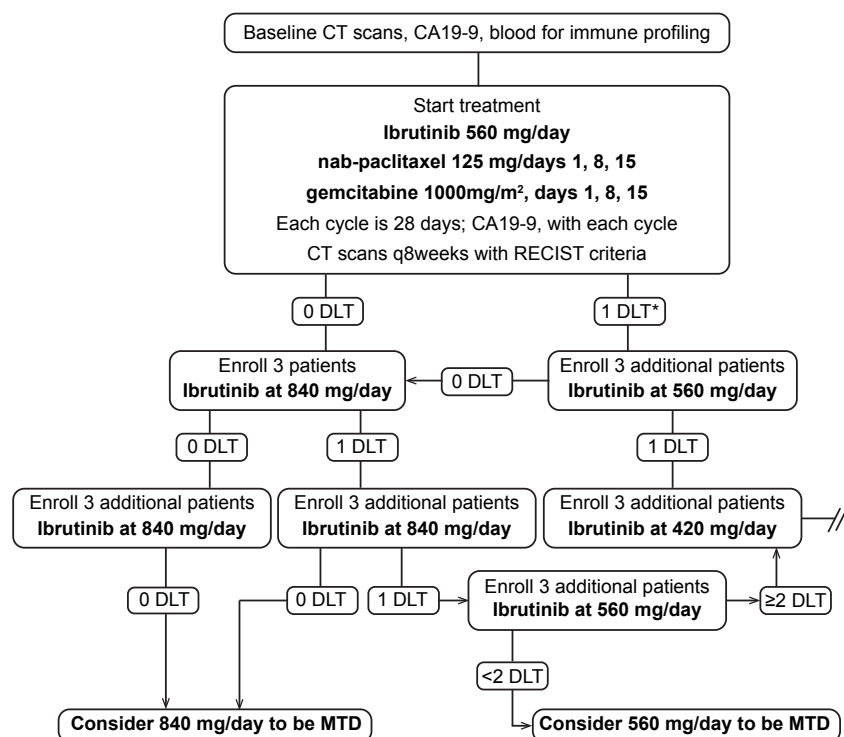 Baseline CT scans, CA19-9, blood for immune profiling
Start treatment
Ibrutinib 560 mg/day
nab-paclitaxel 125 mg/days 1, 8, 15
gemcitabine 1000mg/m², days 1, 8, 15
Each cycle is 28 days; CA19-9, with each cycle
CT scans q8weeks with RECIST criteria
0 DLT
1 DLT*
Enroll 3 patients
Ibrutinib at 840 mg/day
0 DLT
Enroll 3 additional patients
Ibrutinib at 560 mg/day
0 DLT
1 DLT
1 DLT
Enroll 3 additional patients
Ibrutinib at 840 mg/day
Enroll 3 additional patients
Ibrutinib at 840 mg/day
Enroll 3 additional patients
Ibrutinib at 420 mg/day
0 DLT
0 DLT
1 DLT
Enroll 3 additional patients
Ibrutinib at 560 mg/day
≥2 DLT
<2 DLT
Consider 840 mg/day to be MTD
Consider 560 mg/day to be MTD